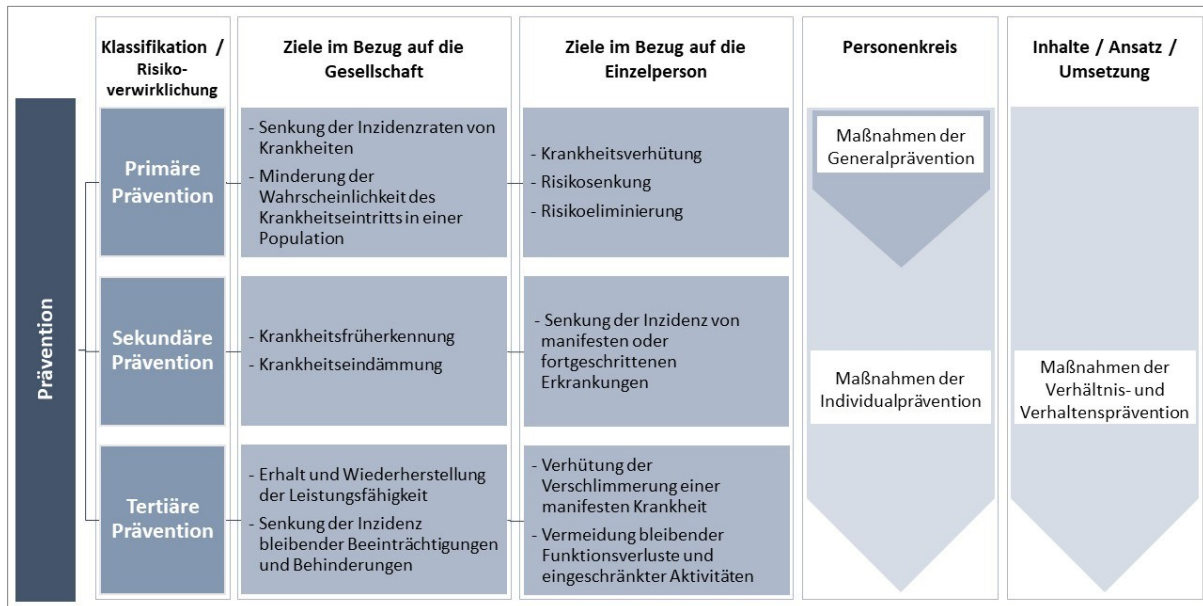 Klassifikation /
Risiko-
verwirklichung
Ziele im Bezug auf die
Gesellschaft
Ziele im Bezug auf die
Einzelperson
Personenkreis
Inhalte / Ansatz /
Umsetzung
Prävention
Primäre
Prävention
- Senkung der Inzidenzraten von
Krankheiten
- Minderung der
Wahrscheinlichkeit des
Krankheitseintritts in einer
Population
- Krankheitsverhütung
- Risikosenkung
- Risikoeliminierung
Maßnahmen der
Generalprävention
Sekundäre
Prävention
- Krankheitsfrüherkennung
- Krankheitseindämmung
- Senkung der Inzidenz von
manifesten oder
fortgeschrittenen
Erkrankungen
Maßnahmen der
Individualprävention
Maßnahmen der
Verhältnis- und
Verhaltensprävention
Tertiäre
Prävention
- Erhalt und Wiederherstellung
der Leistungsfähigkeit
- Senkung der Inzidenz
bleibender Beeinträchtigungen
und Behinderungen
- Verhütung der
Verschlimmerung einer
manifesten Krankheit
- Vermeidung bleibender
Funktionsverluste und
eingeschränkter Aktivitäten